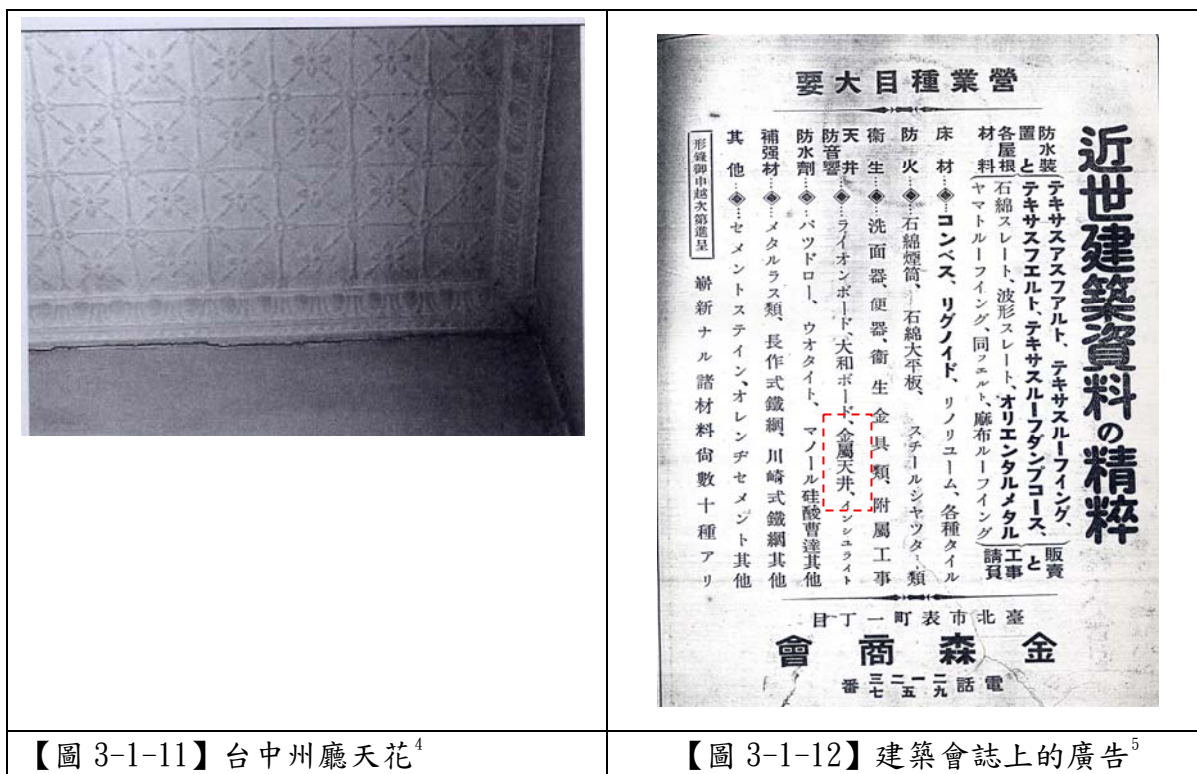 近世建築資料の精粋
營業種目大要
防水裝置と各屋根材料
テキサスアスファルト、テキサスルーフイング、
テキサスフエルト、テキサスルーフダンプコース、
石綿スレート、波形スレート、オリエンタルメタル
ヤマトルーフイング、同フエルト、麻布ルーフイング
販賣と工事請負
床材…コンベス、リグノイド、リノリユーム、各種タイル
防火…石綿煙筒、石綿大平板、スチールシヤツター類
衞生…洗面器、便器、衞生金具類、附屬工事
天井防音響…ライオンボード、大和ボード、金屬天井、インシユライト
防水劑…パツドロー、ウオタイト、マノール硅酸曹達其他
補强材…メタルラス類、長作式鐵網、川崎式鐵網其他
其他…セメントステイン、オレンヂセメント其他
嶄新ナル諸材料尙數十種アリ
形錄御申越次第進呈
臺北市表町一丁目
金森商會
電話 番
【圖 3-1-11】台中州廳天花4
【圖 3-1-12】建築會誌上的廣告5